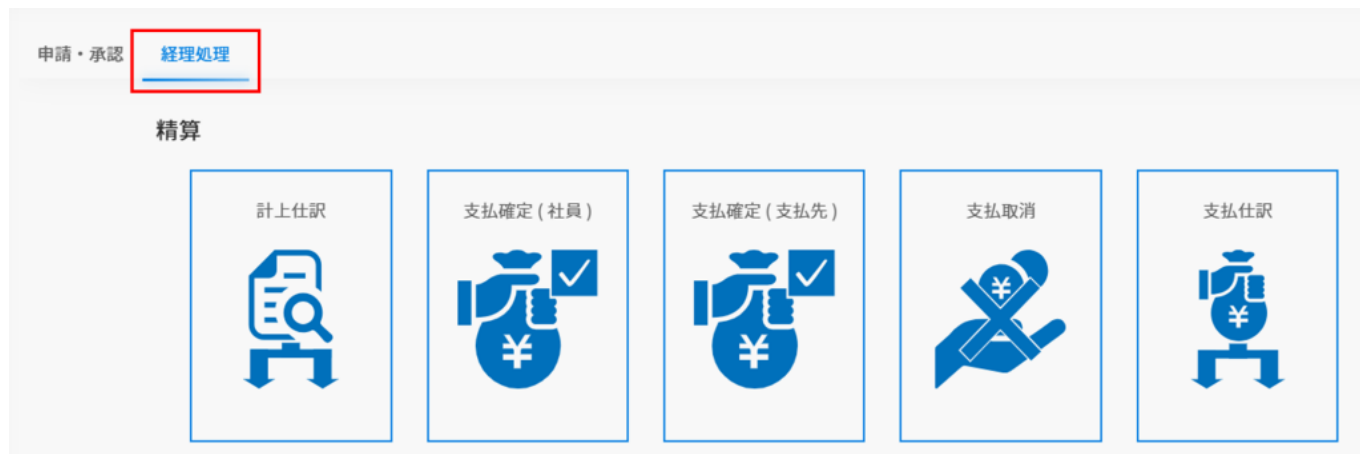 申請・承認 経理処理
精算
計上仕訳 支払確定 ( 社員 ) 支払確定 ( 支払先 ) 支払取消 支払仕訳
¥ ¥ ¥ ¥